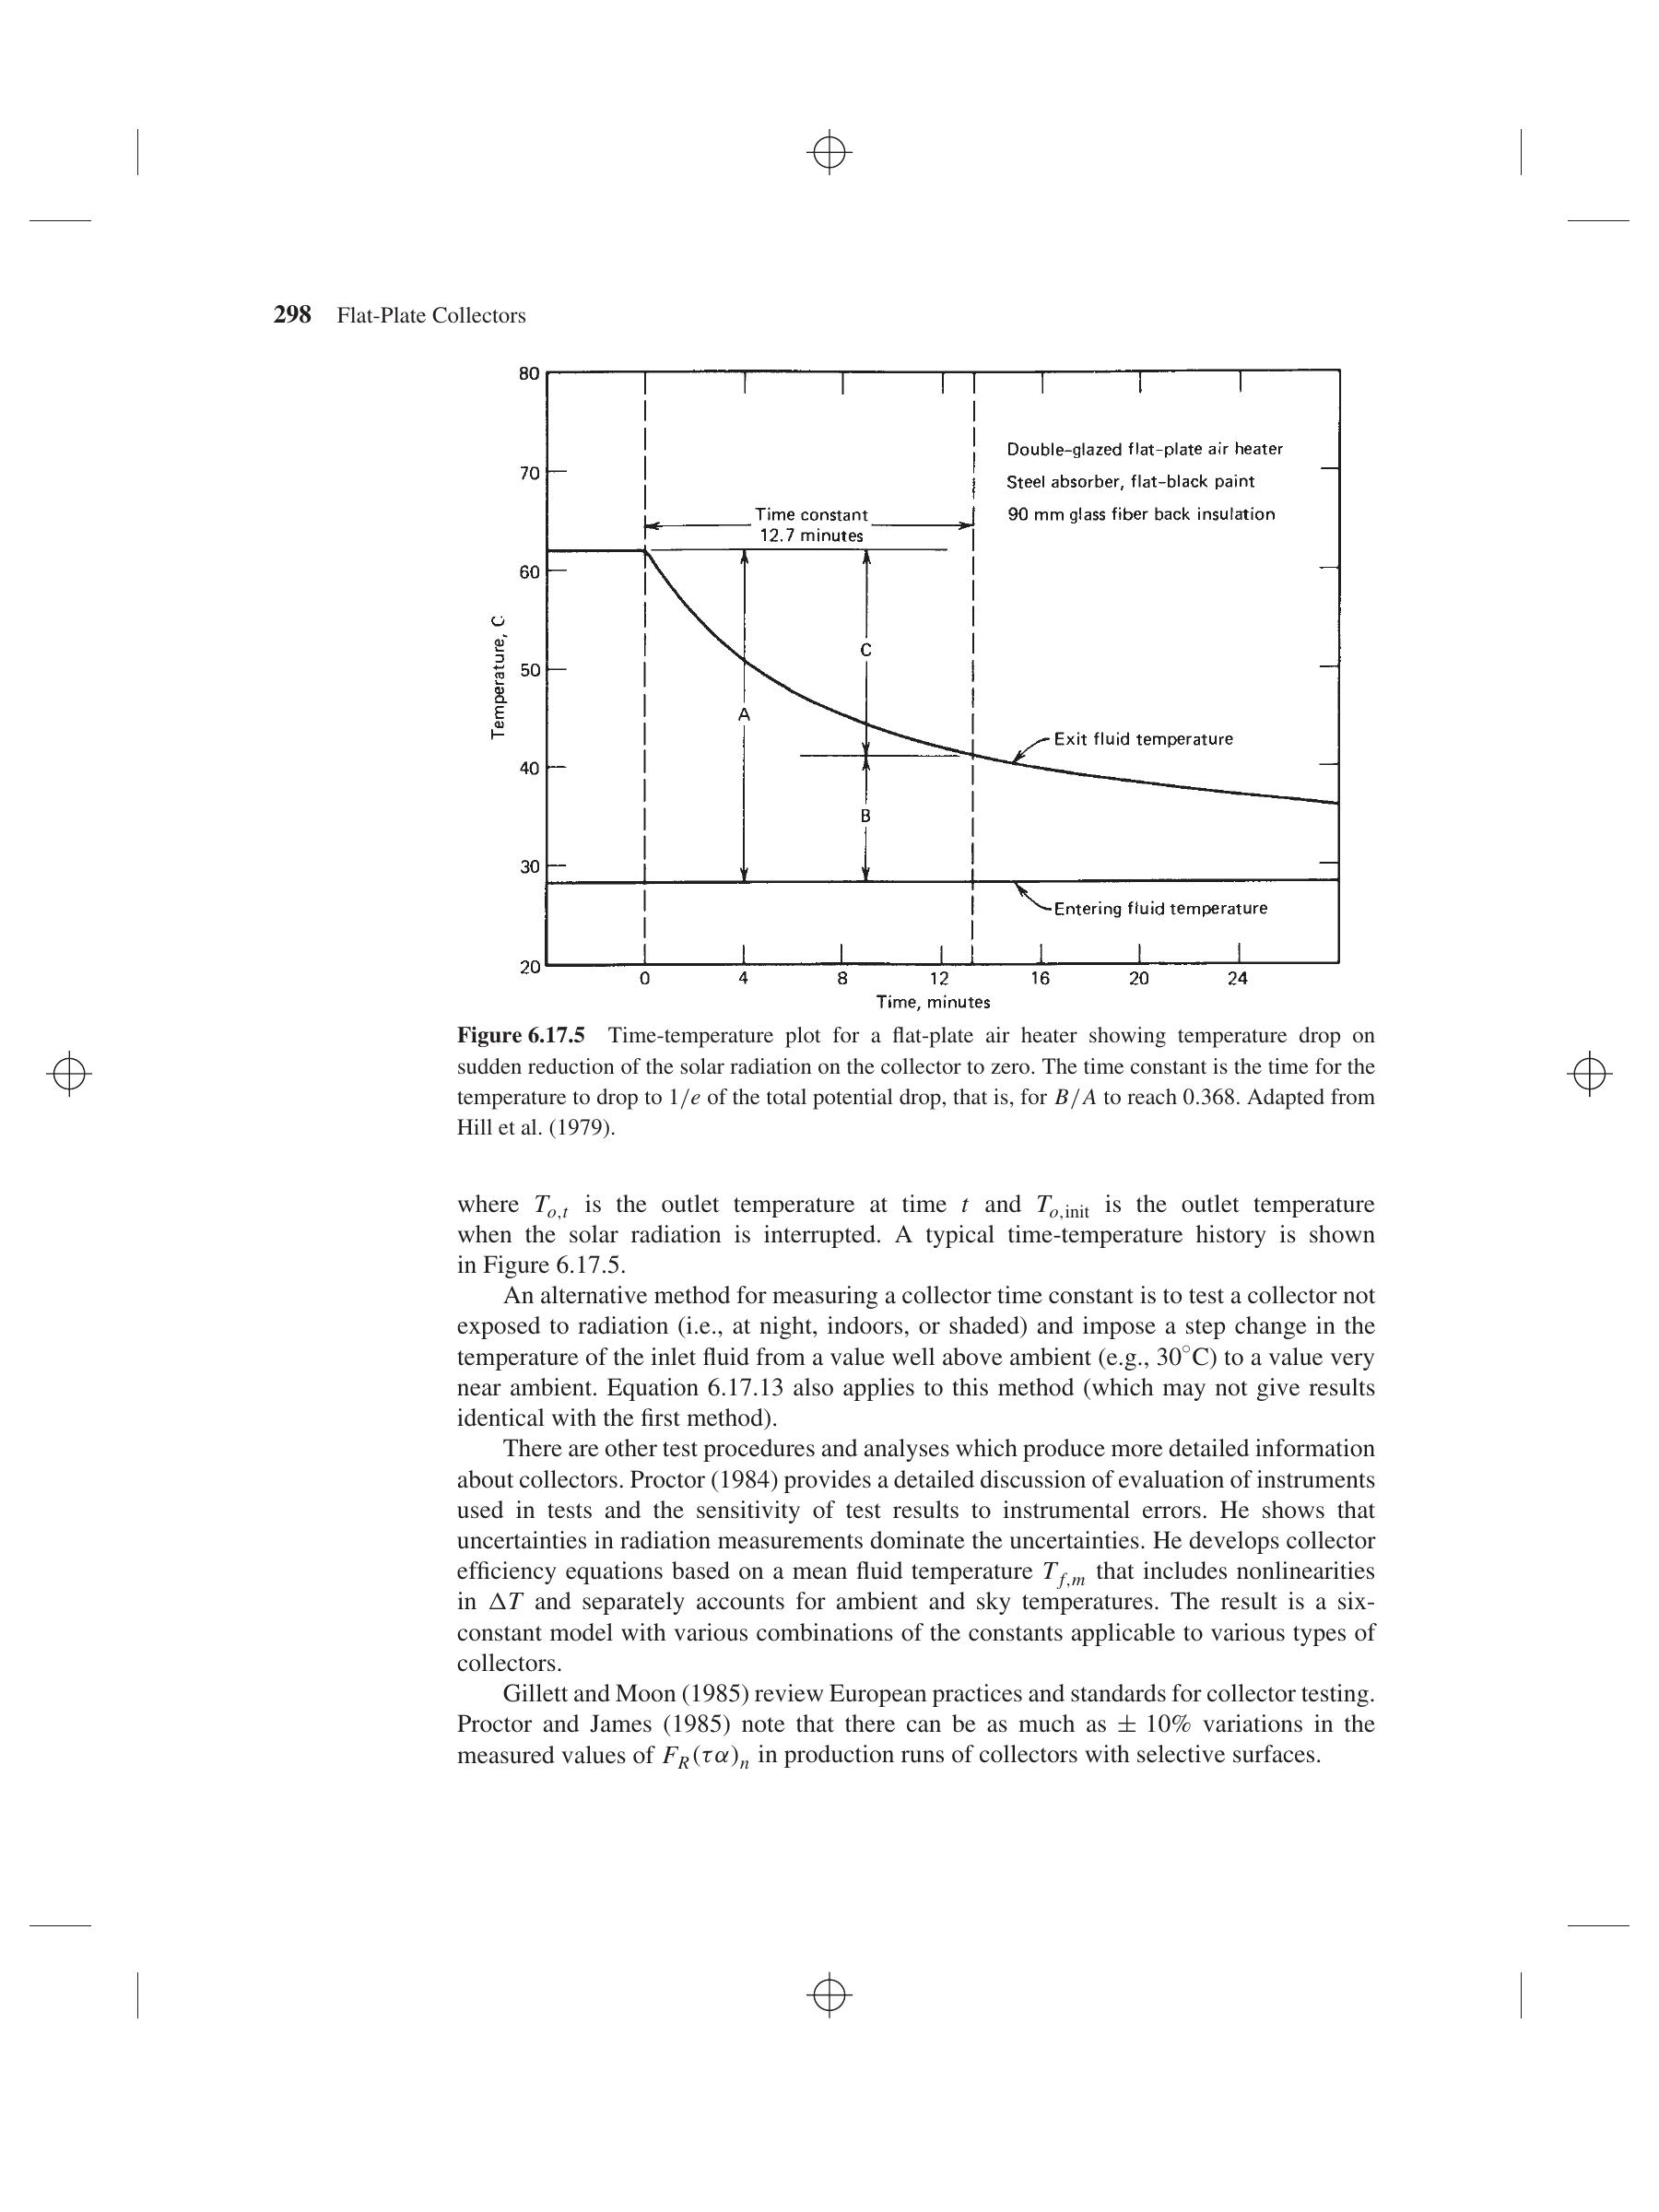 298 Flat-Plate Collectors
80
70
60
50
40
30
20
Temperature, C
Double-glazed flat-plate air heater
Steel absorber, flat-black paint
90 mm glass fiber back insulation
Time constant
12.7 minutes
C
A
B
Exit fluid temperature
Entering fluid temperature
0 4 8 12 16 20 24
Time, minutes
Figure 6.17.5 Time-temperature plot for a flat-plate air heater showing temperature drop on
sudden reduction of the solar radiation on the collector to zero. The time constant is the time for the
temperature to drop to 1/e of the total potential drop, that is, for B/A to reach 0.368. Adapted from
Hill et al. (1979).
where T_{o,t} is the outlet temperature at time t and T_{o,init} is the outlet temperature
when the solar radiation is interrupted. A typical time-temperature history is shown
in Figure 6.17.5.
An alternative method for measuring a collector time constant is to test a collector not
exposed to radiation (i.e., at night, indoors, or shaded) and impose a step change in the
temperature of the inlet fluid from a value well above ambient (e.g., 30°C) to a value very
near ambient. Equation 6.17.13 also applies to this method (which may not give results
identical with the first method).
There are other test procedures and analyses which produce more detailed information
about collectors. Proctor (1984) provides a detailed discussion of evaluation of instruments
used in tests and the sensitivity of test results to instrumental errors. He shows that
uncertainties in radiation measurements dominate the uncertainties. He develops collector
efficiency equations based on a mean fluid temperature T_{f,m} that includes nonlinearities
in ΔT and separately accounts for ambient and sky temperatures. The result is a six-
constant model with various combinations of the constants applicable to various types of
collectors.
Gillett and Moon (1985) review European practices and standards for collector testing.
Proctor and James (1985) note that there can be as much as ± 10% variations in the
measured values of F_R(τα)_n in production runs of collectors with selective surfaces.